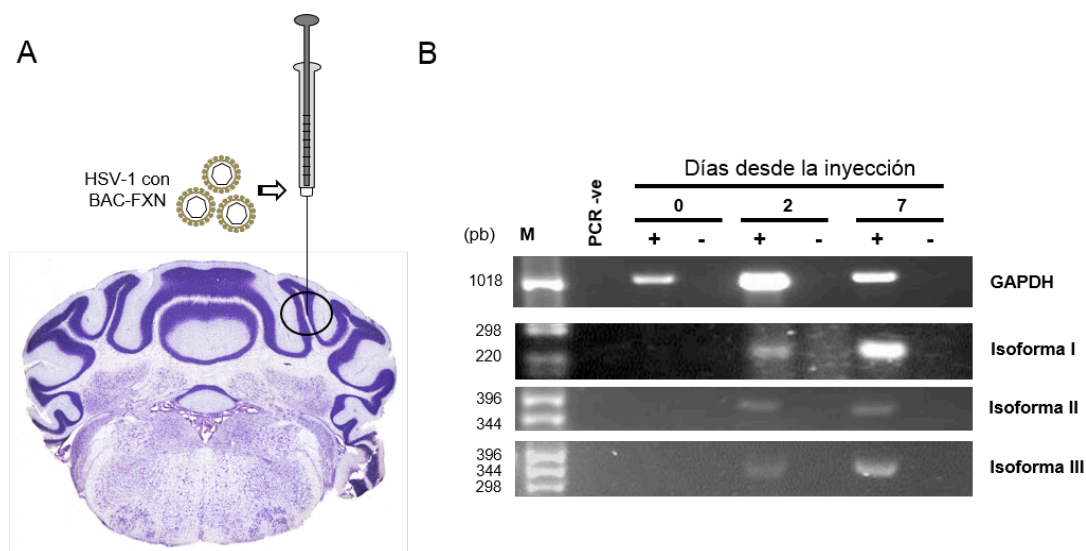 A
B
HSV-1 con
BAC-FXN
Días desde la inyección
PCR -ve
0 2 7
(pb) M + - + - + -
1018 GAPDH
298
220 Isoforma I
396
344 Isoforma II
396
344
298 Isoforma III